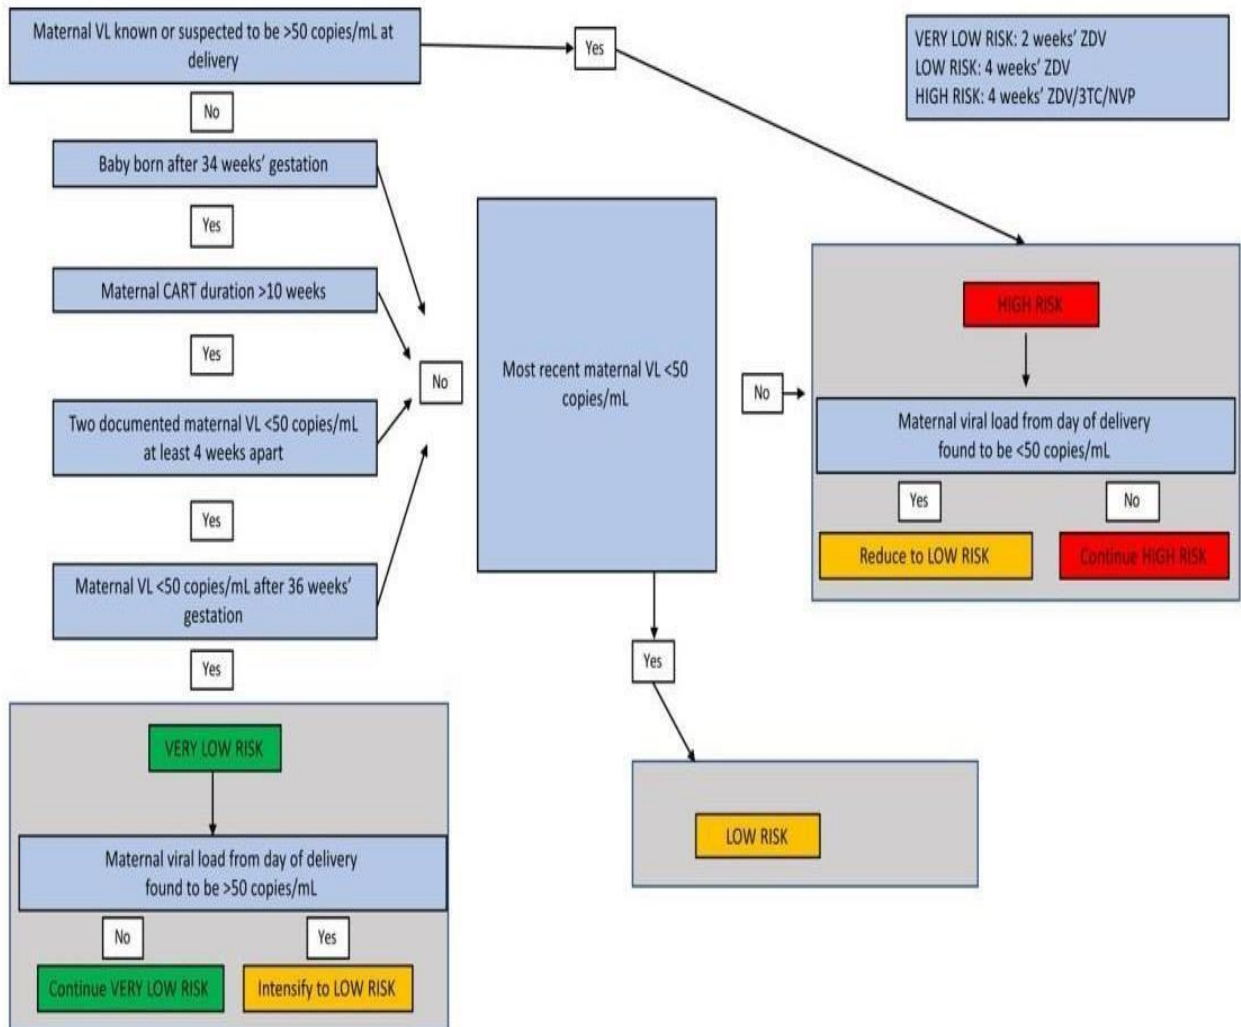 Maternal VL known or suspected to be >50 copies/mL at
delivery
Yes
VERY LOW RISK: 2 weeks' ZDV
LOW RISK: 4 weeks' ZDV
HIGH RISK: 4 weeks' ZDV/3TC/NVP
No
Baby born after 34 weeks' gestation
Yes
Maternal CART duration >10 weeks
Yes
Two documented maternal VL <50 copies/mL
at least 4 weeks apart
Yes
Maternal VL <50 copies/mL after 36 weeks'
gestation
Yes
No
Most recent maternal VL <50
copies/mL
No
HIGH RISK
Maternal viral load from day of delivery
found to be <50 copies/mL
Yes
No
Reduce to LOW RISK
Continue HIGH RISK
Yes
LOW RISK
VERY LOW RISK
Maternal viral load from day of delivery
found to be >50 copies/mL
No
Yes
Continue VERY LOW RISK
Intensify to LOW RISK